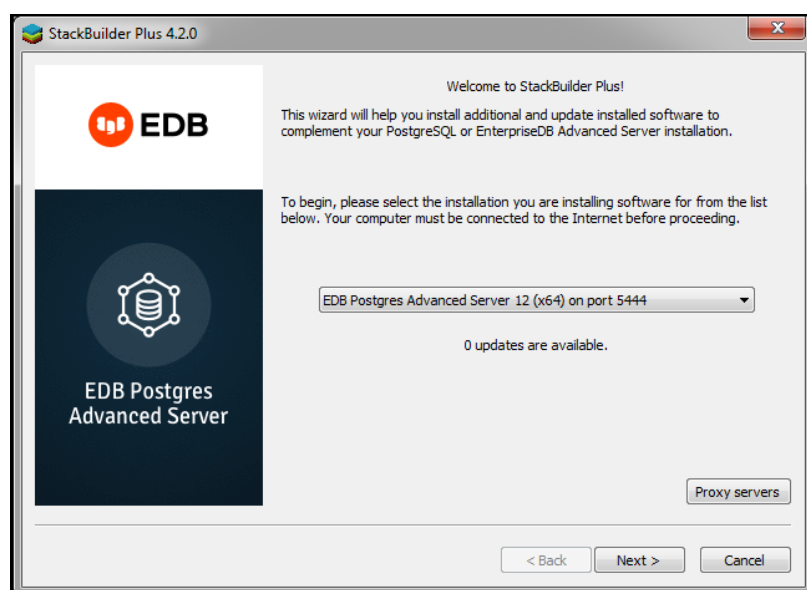 StackBuilder Plus 4.2.0
EDB
Welcome to StackBuilder Plus!
This wizard will help you install additional and update installed software to
complement your PostgreSQL or EnterpriseDB Advanced Server installation.
To begin, please select the installation you are installing software for from the list
below. Your computer must be connected to the Internet before proceeding.
EDB Postgres Advanced Server 12 (x64) on port 5444
0 updates are available.
EDB Postgres
Advanced Server
Proxy servers
< Back
Next >
Cancel